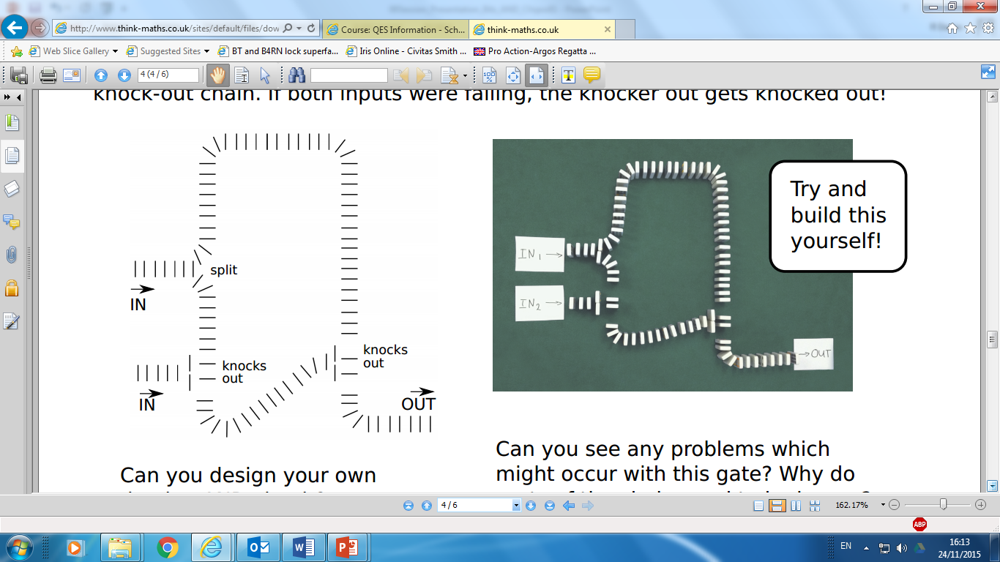 http://www.think-maths.co.uk/sites/default/files/dow
Course: QES Information - Sch...
think-maths.co.uk
Web Slice Gallery
Suggested Sites
BT and B4RN lock superfa...
Iris Online - Civitas Smith ...
Pro Action-Argos Regatta ...
4 (4 / 6)
knock-out chain. If both inputs were falling, the knocker out gets knocked out!
split
IN
knocks
out
IN
knocks
out
OUT
IN1
IN2
OUT
Try and
build this
yourself!
Can you design your own
Can you see any problems which
might occur with this gate? Why do
4 / 6
162.17%
ABP
EN
16:13
24/11/2015